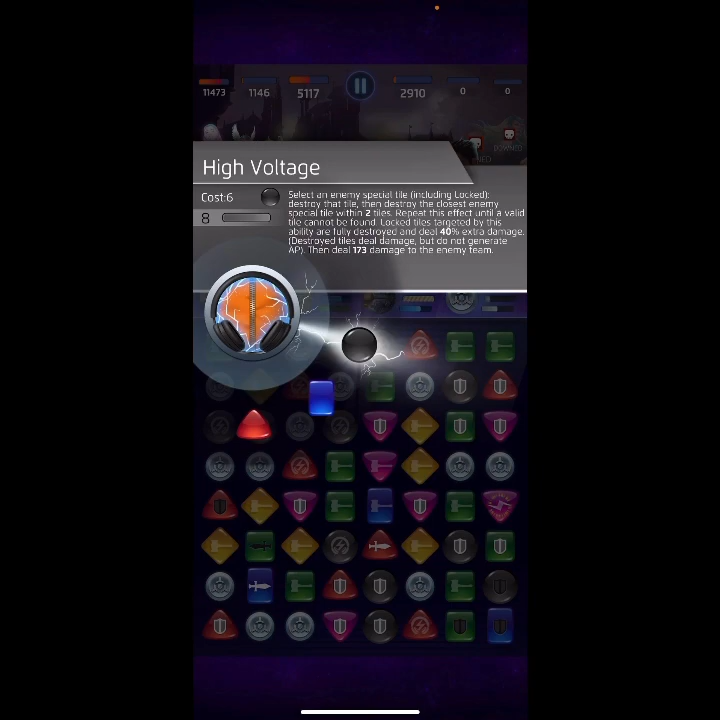 11473
1146
5117
2910
0
0
DOWNED
High Voltage
Cost:6
8
Select an enemy special tile (including Locked):
destroy that tile, then destroy the closest enemy
special tile within 2 tiles. Repeat this effect until a valid
tile cannot be found. Locked tiles targeted by this
ability are fully destroyed and deal 40% extra damage.
(Destroyed tiles deal damage, but do not generate
AP). Then deal 173 damage to the enemy team.